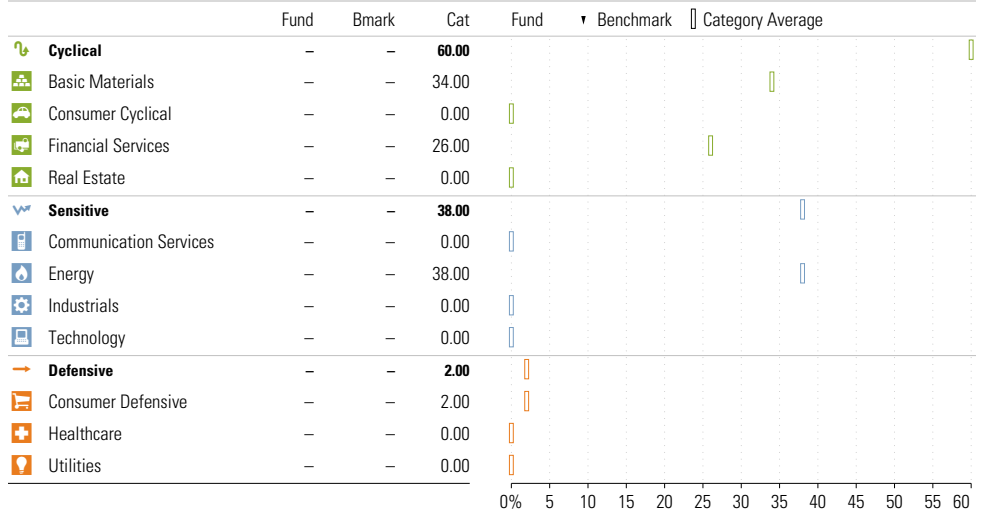 Fund Bmark Cat Fund Benchmark Category Average
Cyclical – – 60.00
Basic Materials – – 34.00
Consumer Cyclical – – 0.00
Financial Services – – 26.00
Real Estate – – 0.00
Sensitive – – 38.00
Communication Services – – 0.00
Energy – – 38.00
Industrials – – 0.00
Technology – – 0.00
Defensive – – 2.00
Consumer Defensive – – 2.00
Healthcare – – 0.00
Utilities – – 0.00
0% 5 10 15 20 25 30 35 40 45 50 55 60